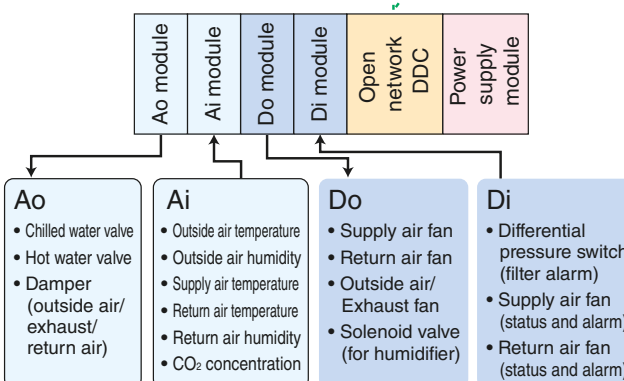 Ao module
Ai module
Do module
Di module
Open
network
DDC
Power
supply
module
Ao
• Chilled water valve
• Hot water valve
• Damper
(outside air/
exhaust/
return air)
Ai
• Outside air temperature
• Outside air humidity
• Supply air temperature
• Return air temperature
• Return air humidity
• CO₂ concentration
Do
• Supply air fan
• Return air fan
• Outside air/
Exhaust fan
• Solenoid valve
(for humidifier)
Di
• Differential
pressure switch
(filter alarm)
• Supply air fan
(status and alarm)
• Return air fan
(status and alarm)